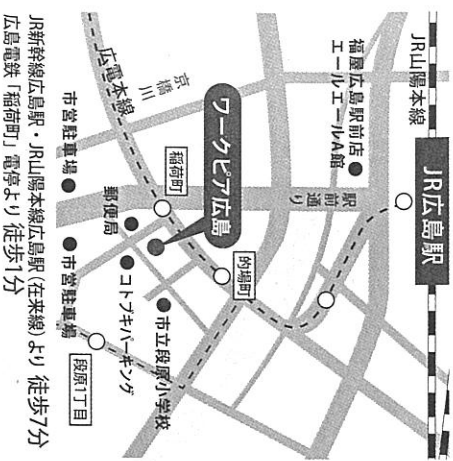 JR山陽本線
JR広島駅
福屋広島駅前店
エールエールA館
駅前通り
広電本線
京橋川
ワークピア広島
稲荷町
的場町
郵便局
市営駐車場
市営駐車場
コトブキパーキング
市立段原小学校
段原1丁目
JR新幹線広島駅・JR山陽本線広島駅(在来線)より 徒歩7分
広島電鉄「稲荷町」電停より 徒歩1分